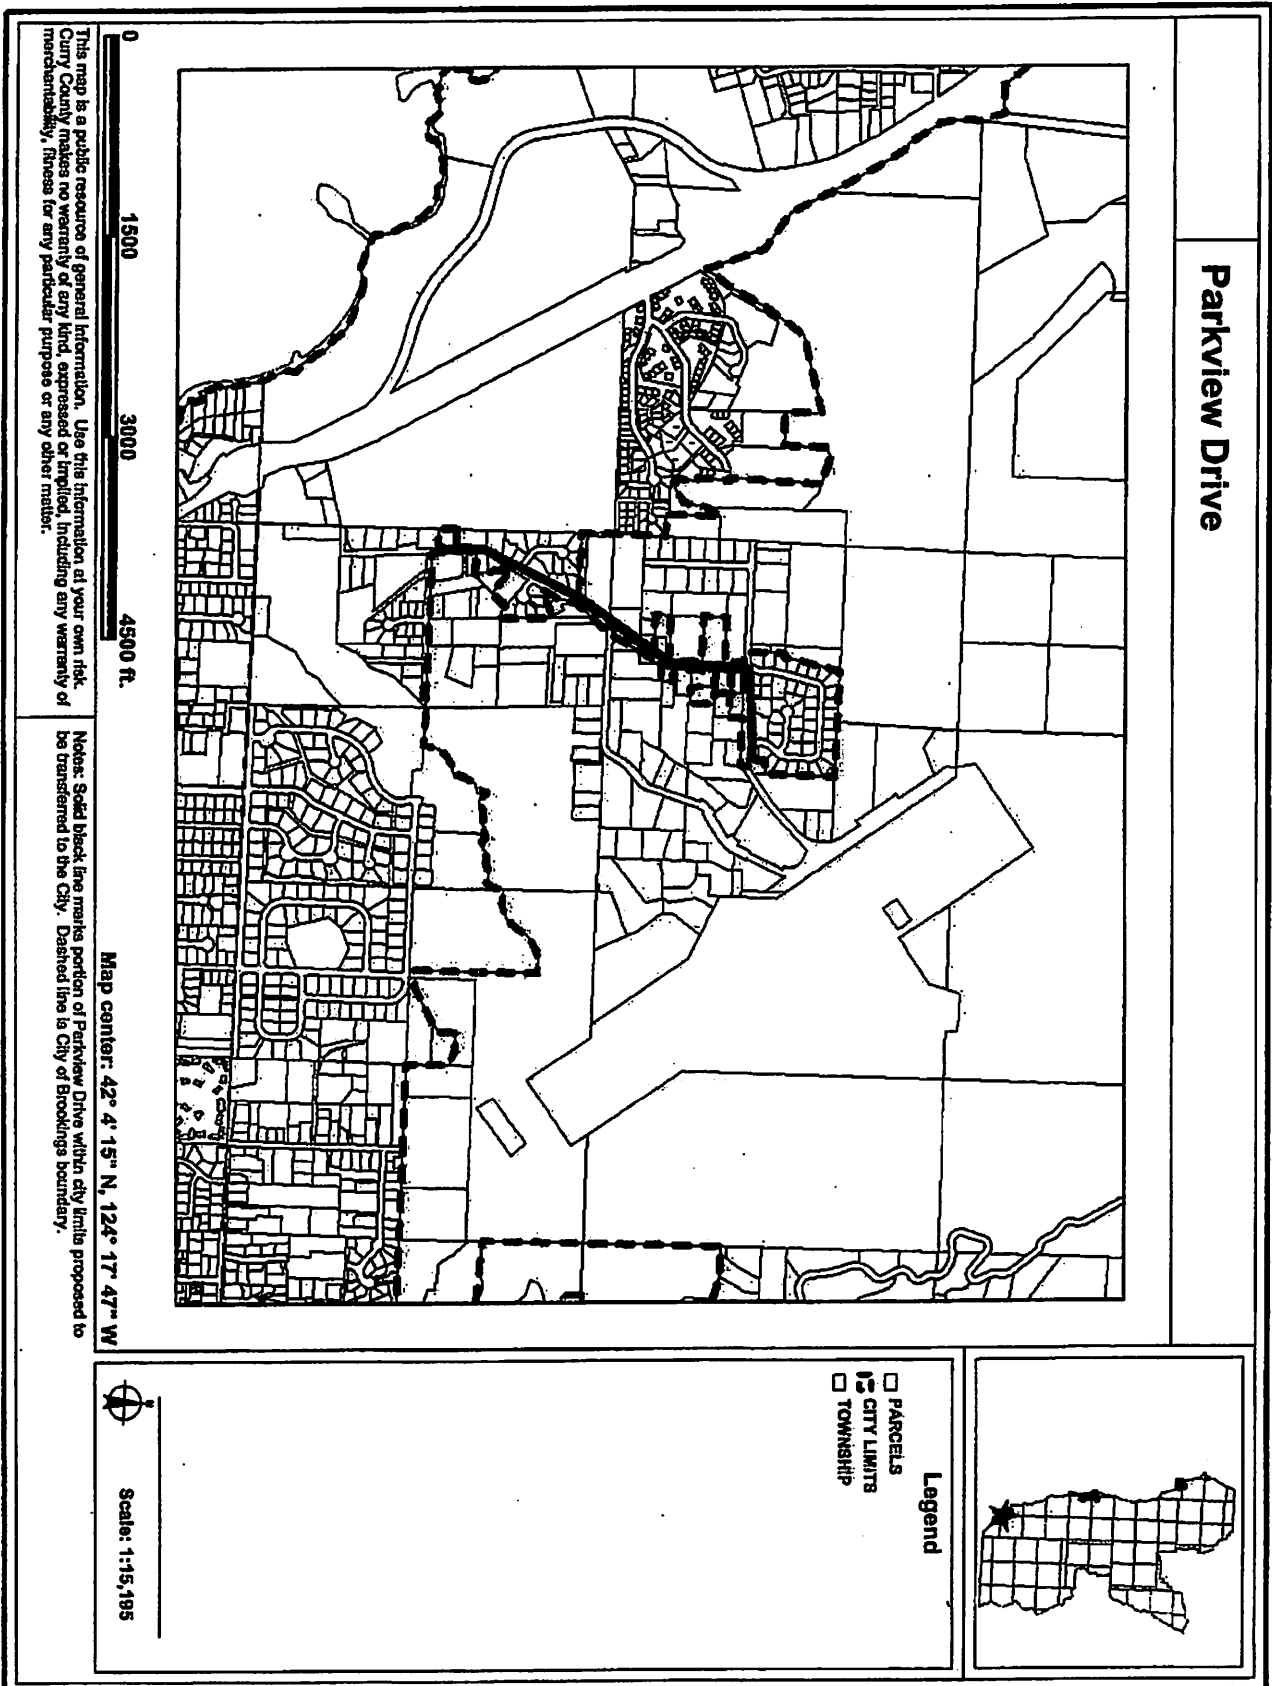 Parkview Drive
Legend
PARCELS
CITY LIMITS
TOWNSHIP
0 1500 3000 4500 ft.
Map center: 42° 4' 15" N, 124° 17' 47" W
Scale: 1:15,195
This map is a public resource of general information. Use this information at your own risk.
Curry County makes no warranty of any kind, expressed or implied, including any warranty of
merchantability, fitness for any particular purpose or any other matter.
Notes: Solid black line marks portion of Parkview Drive within city limits proposed to
be transferred to the City. Dashed line is City of Brookings boundary.